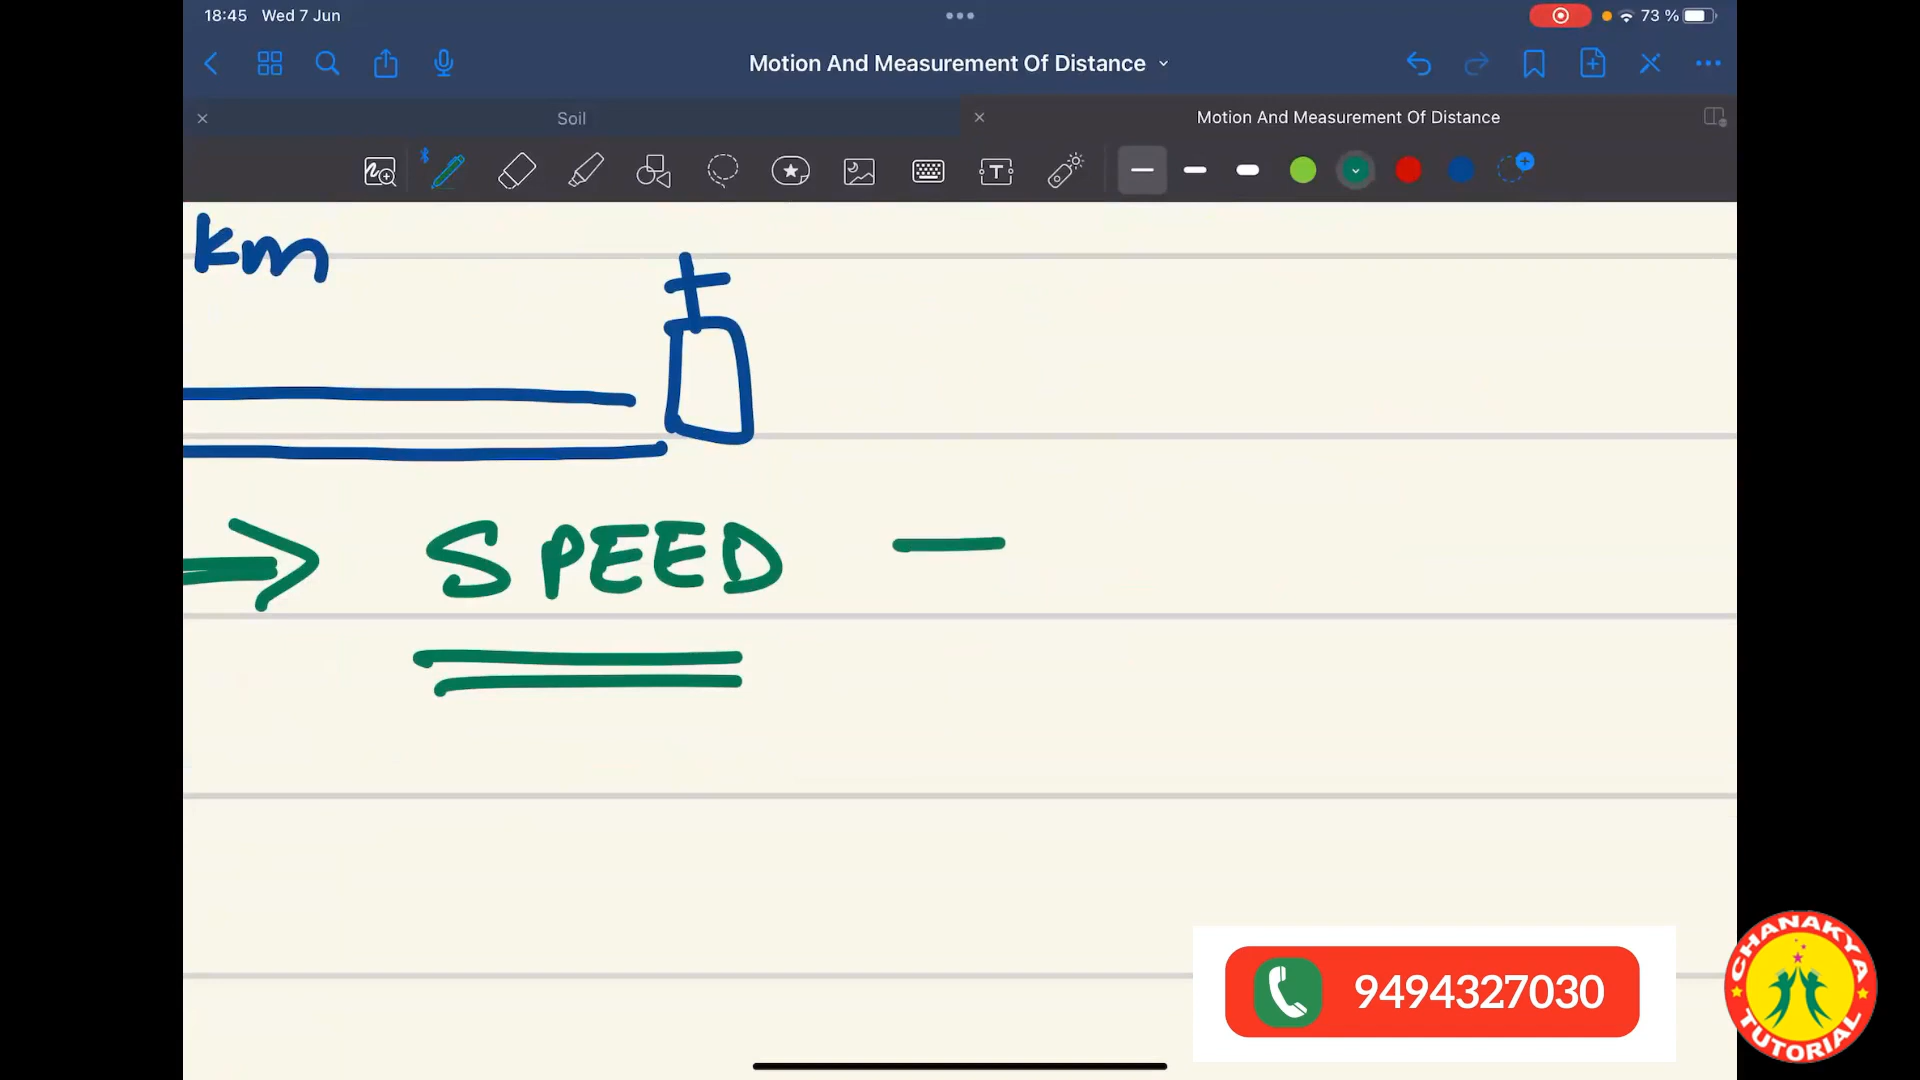 18:45 Wed 7 Jun 73 %
Motion And Measurement Of Distance
Soil Motion And Measurement Of Distance
T
km
SPEED —
9494327030
CHANAKYA
TUTORIAL